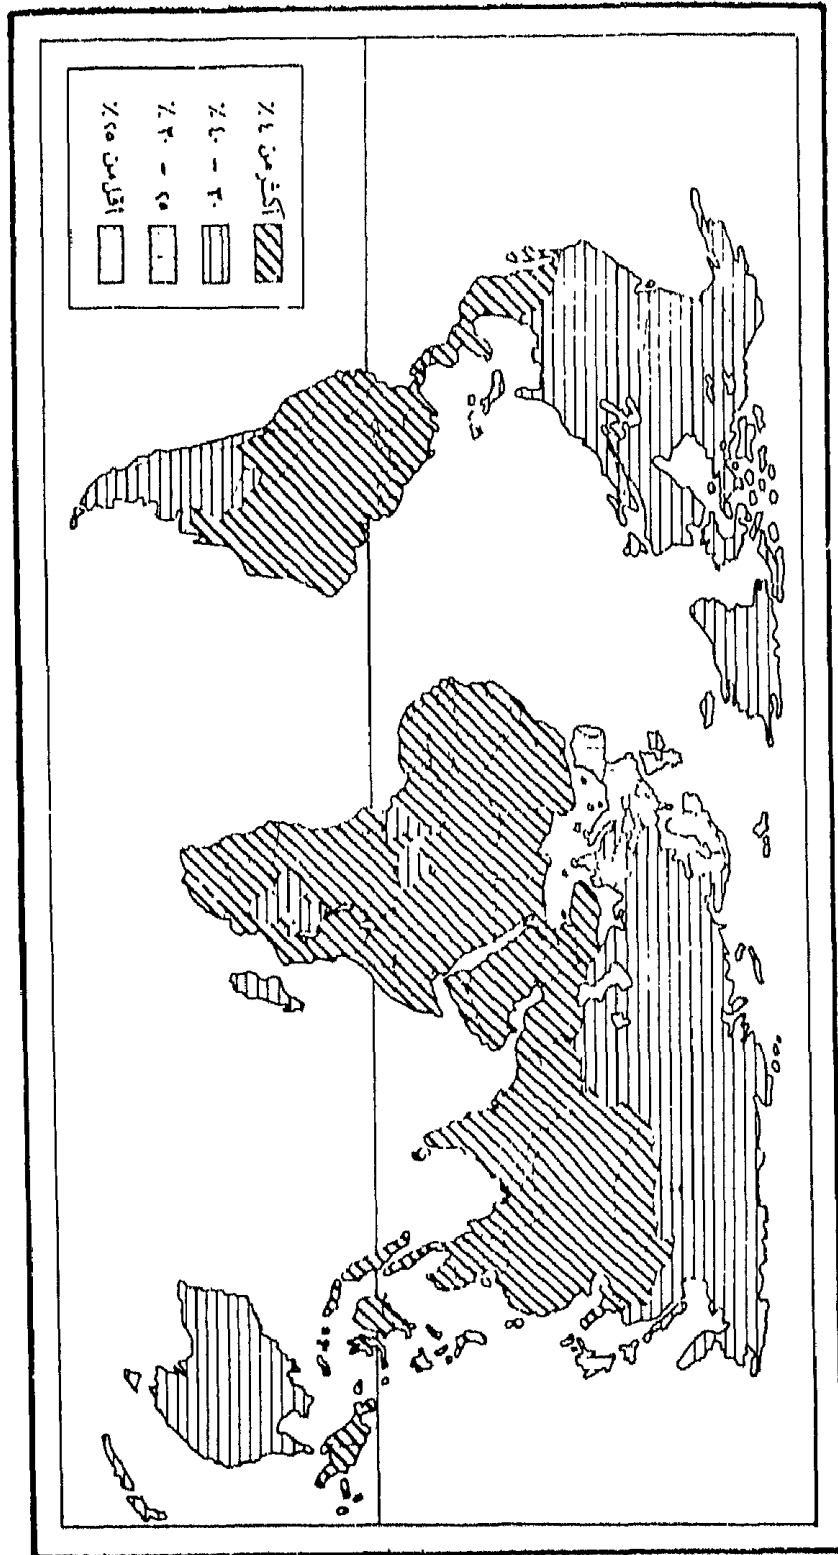 أكثر من ٤٠ %
٣٠ – ٤٠ %
٢٥ – ٣٠ %
أقل من ٢٥ %